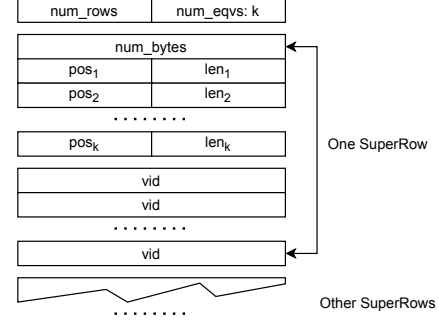 num_rows num_eqvs: k
num_bytes
pos₁ len₁
pos₂ len₂
. . . . . . . .
posₖ lenₖ
One SuperRow
vid
vid
. . . . . . . .
vid
Other SuperRows
. . . . . . . .